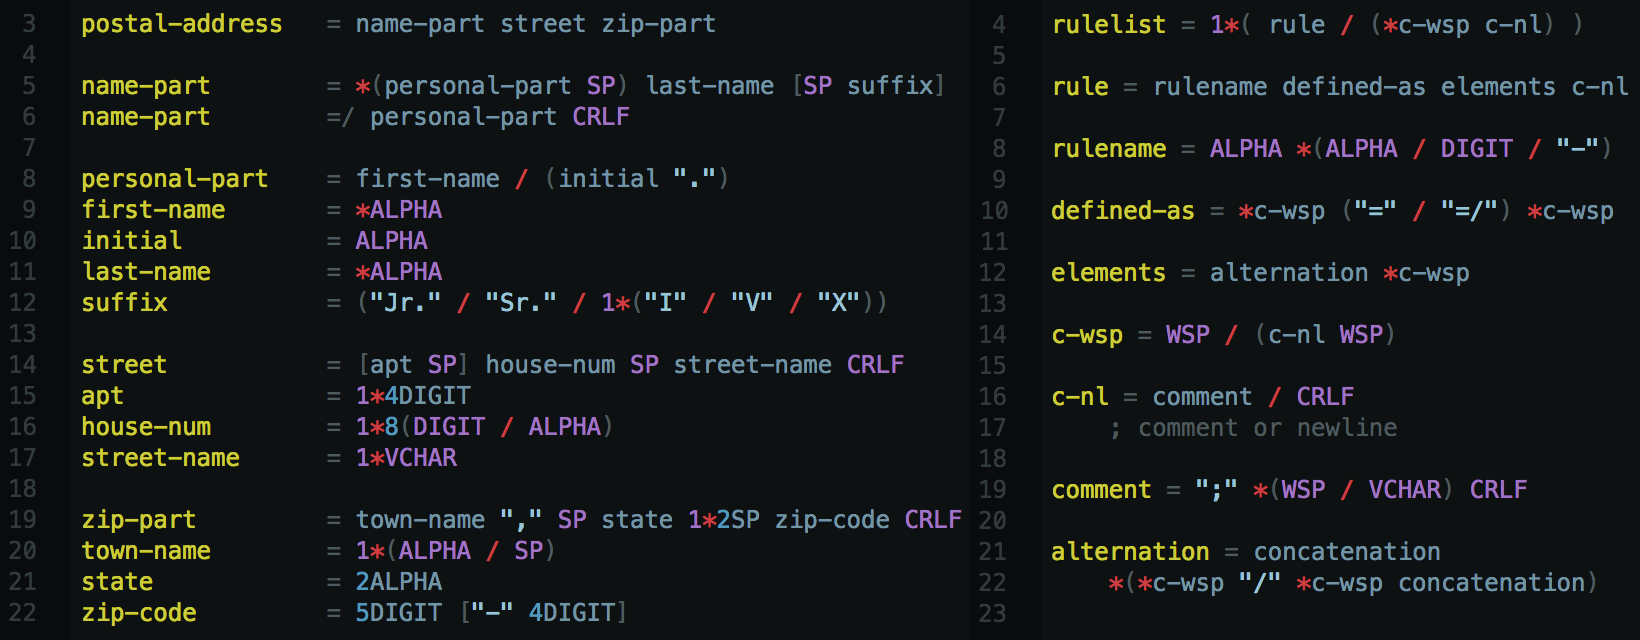 3 postal-address = name-part street zip-part
4
5 name-part = *(personal-part SP) last-name [SP suffix]
6 name-part =/ personal-part CRLF
7
8 personal-part = first-name / (initial ".")
9 first-name = *ALPHA
10 initial = ALPHA
11 last-name = *ALPHA
12 suffix = ("Jr." / "Sr." / 1*("I" / "V" / "X"))
13
14 street = [apt SP] house-num SP street-name CRLF
15 apt = 1*4DIGIT
16 house-num = 1*8(DIGIT / ALPHA)
17 street-name = 1*VCHAR
18
19 zip-part = town-name "," SP state 1*2SP zip-code CRLF
20 town-name = 1*(ALPHA / SP)
21 state = 2ALPHA
22 zip-code = 5DIGIT ["-" 4DIGIT]
4 rulelist = 1*( rule / (*c-wsp c-nl) )
5
6 rule = rulename defined-as elements c-nl
7
8 rulename = ALPHA *(ALPHA / DIGIT / "-")
9
10 defined-as = *c-wsp ("=" / "=/") *c-wsp
11
12 elements = alternation *c-wsp
13
14 c-wsp = WSP / (c-nl WSP)
15
16 c-nl = comment / CRLF
17 ; comment or newline
18
19 comment = ";" *(WSP / VCHAR) CRLF
20
21 alternation = concatenation
22 *(*c-wsp "/" *c-wsp concatenation)
23